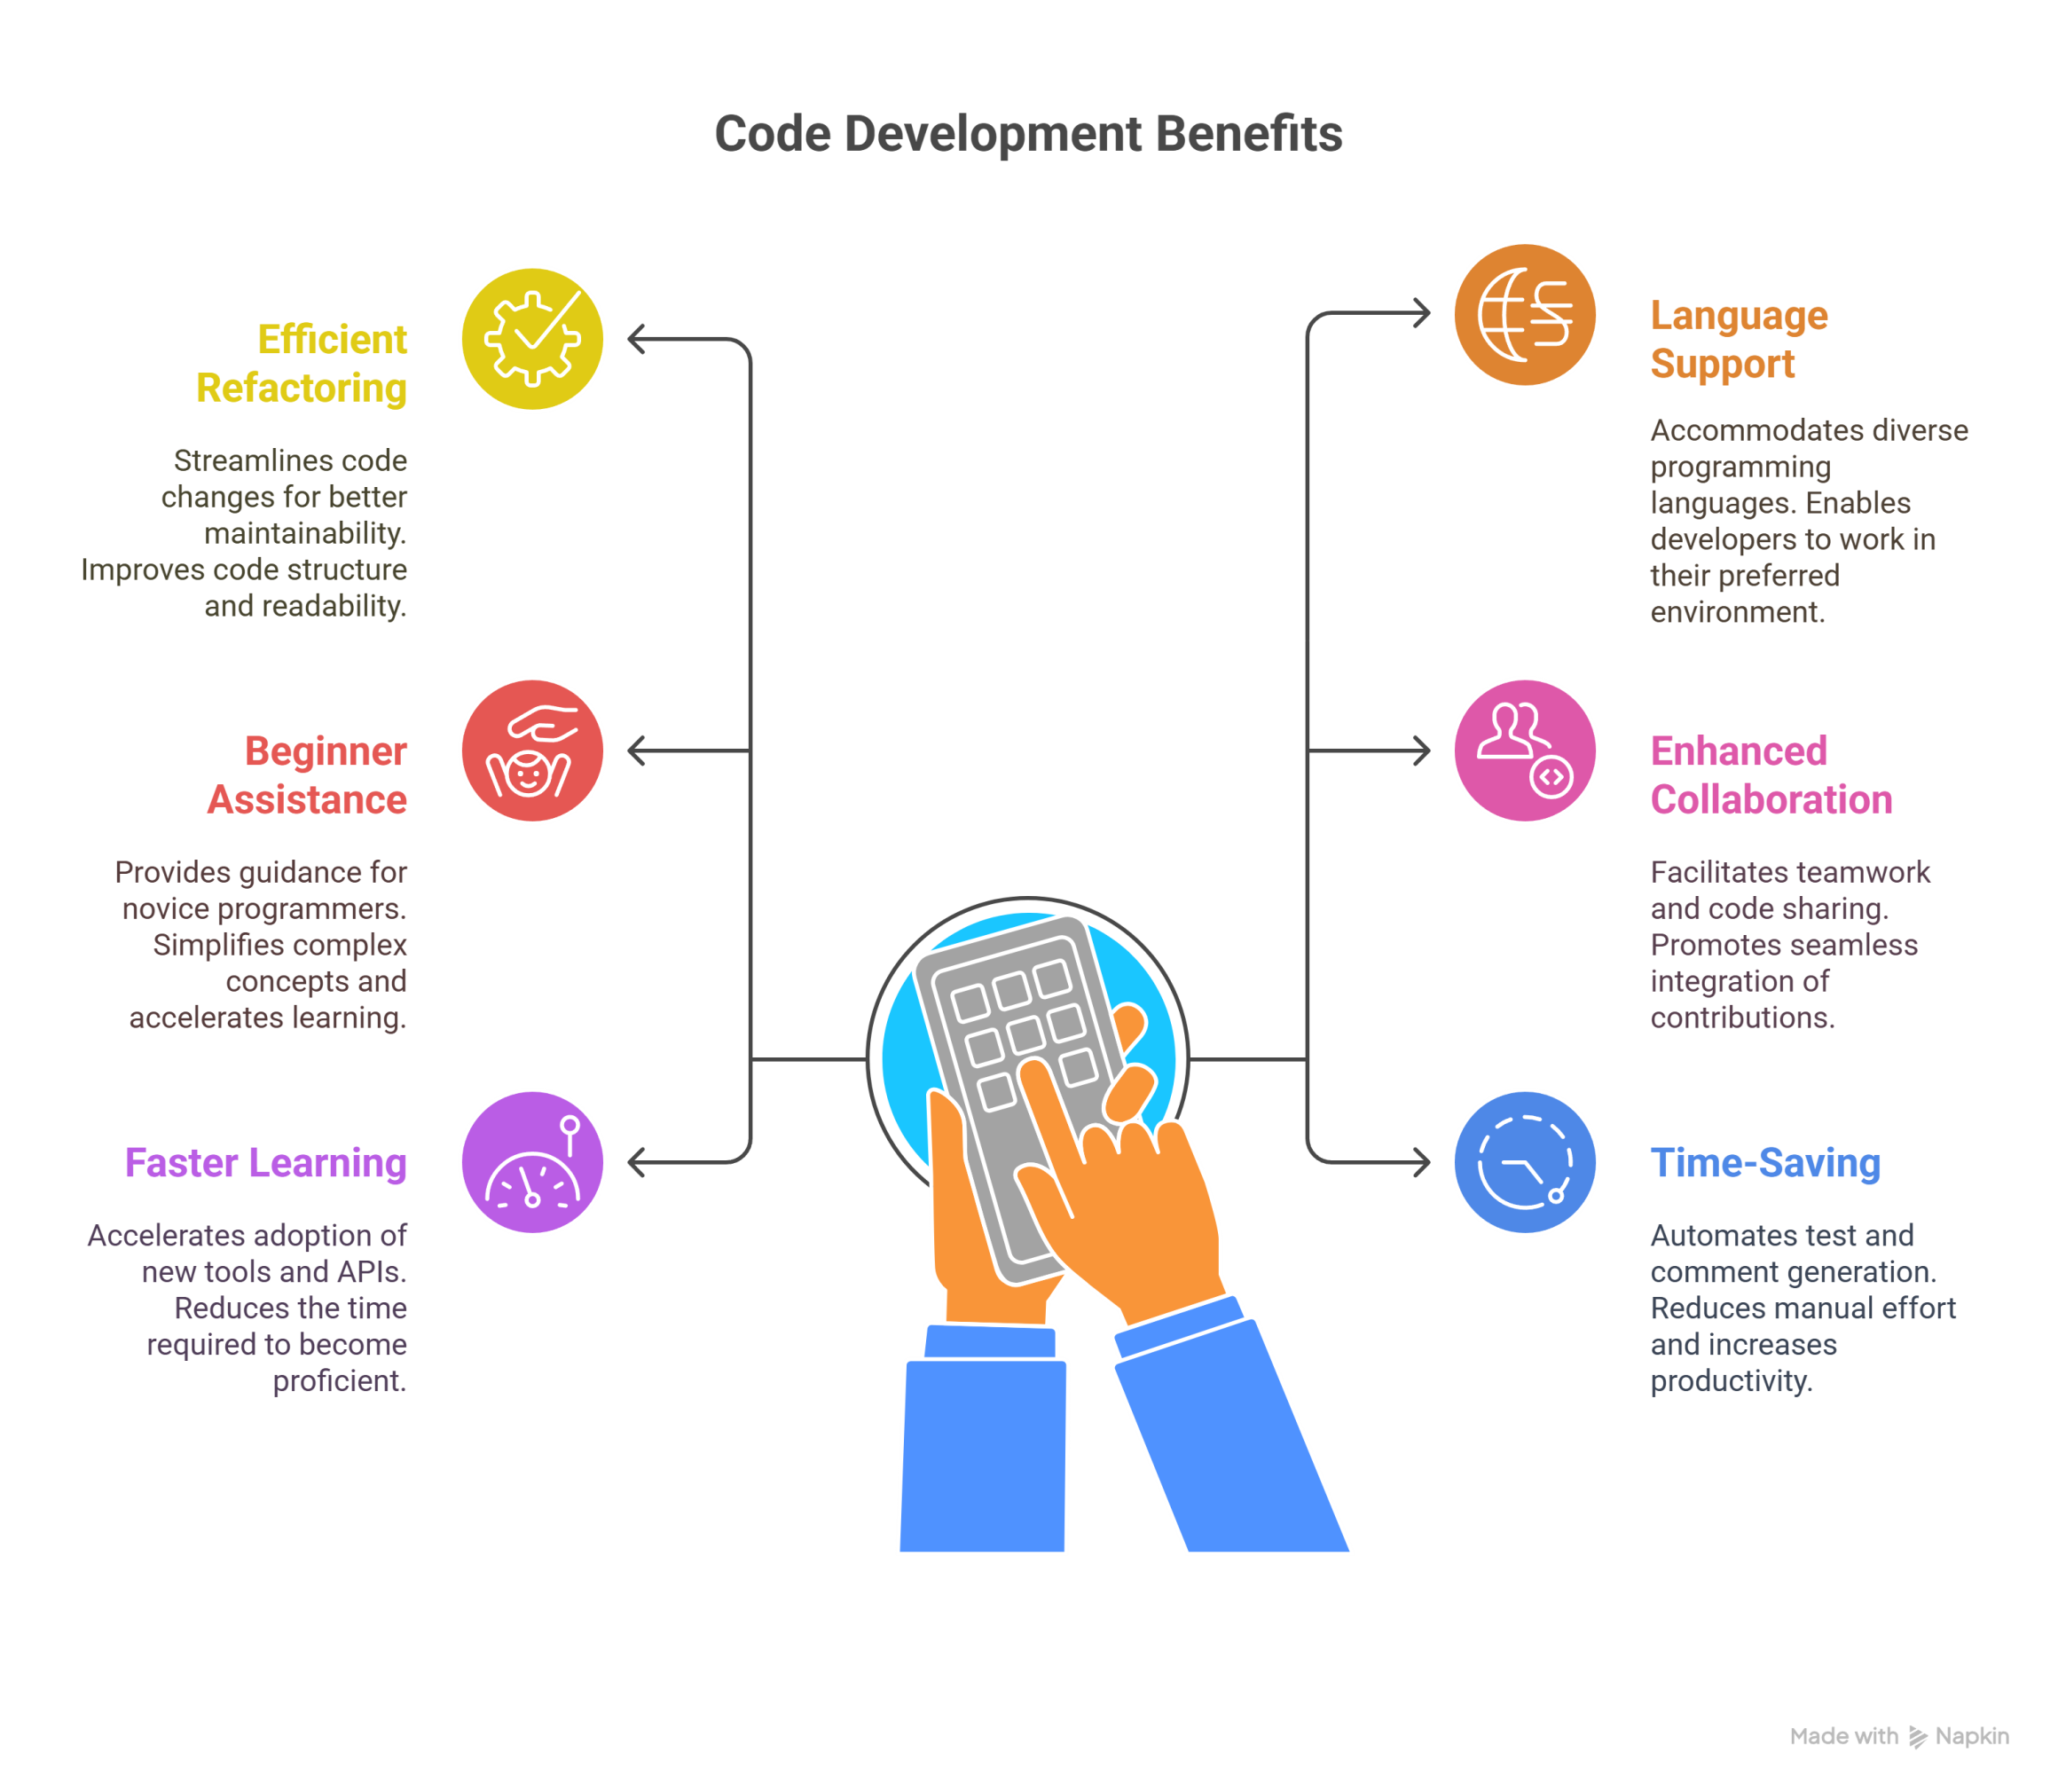 Code Development Benefits
Efficient
Refactoring
Streamlines code
changes for better
maintainability.
Improves code structure
and readability.
Beginner
Assistance
Provides guidance for
novice programmers.
Simplifies complex
concepts and
accelerates learning.
Faster Learning
Accelerates adoption of
new tools and APIs.
Reduces the time
required to become
proficient.
Language
Support
Accommodates diverse
programming
languages. Enables
developers to work in
their preferred
environment.
Enhanced
Collaboration
Facilitates teamwork
and code sharing.
Promotes seamless
integration of
contributions.
Time-Saving
Automates test and
comment generation.
Reduces manual effort
and increases
productivity.
Made with Napkin